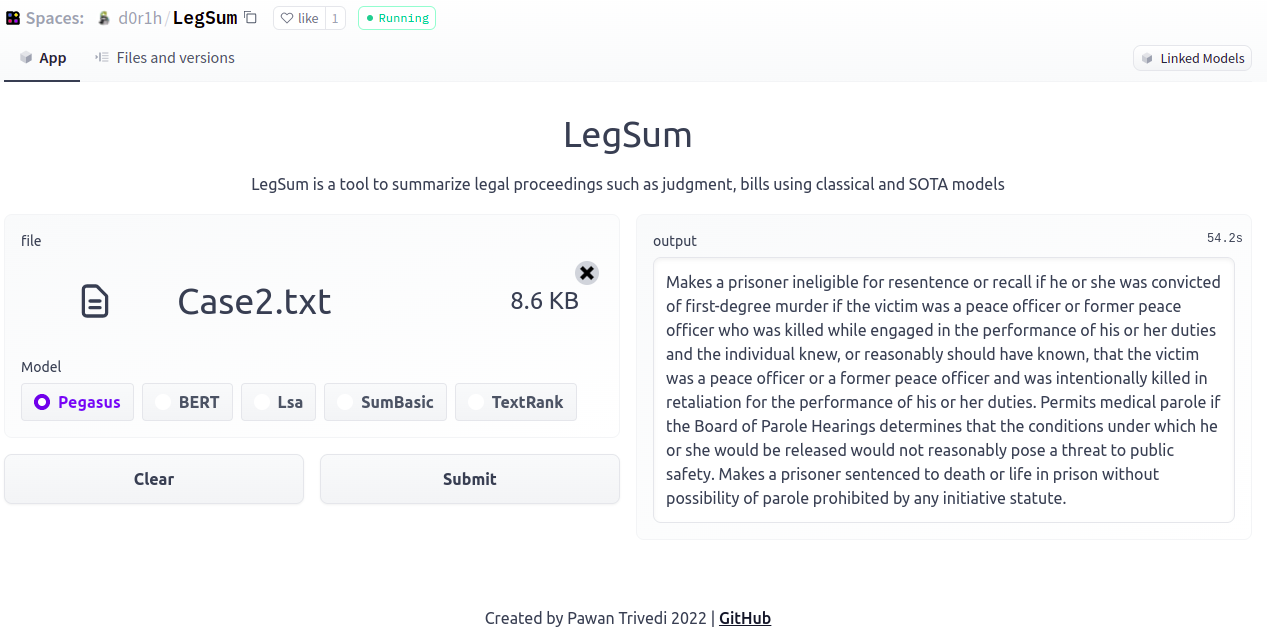 Spaces: d0r1h/LegSum like 1 Running
App Files and versions Linked Models
LegSum
LegSum is a tool to summarize legal proceedings such as judgment, bills using classical and SOTA models
file
Case2.txt 8.6 KB
Model
Pegasus BERT Lsa SumBasic TextRank
Clear Submit
output 54.2s
Makes a prisoner ineligible for resentence or recall if he or she was convicted
of first-degree murder if the victim was a peace officer or former peace
officer who was killed while engaged in the performance of his or her duties
and the individual knew, or reasonably should have known, that the victim
was a peace officer or a former peace officer and was intentionally killed in
retaliation for the performance of his or her duties. Permits medical parole if
the Board of Parole Hearings determines that the conditions under which he
or she would be released would not reasonably pose a threat to public
safety. Makes a prisoner sentenced to death or life in prison without
possibility of parole prohibited by any initiative statute.
Created by Pawan Trivedi 2022 | GitHub